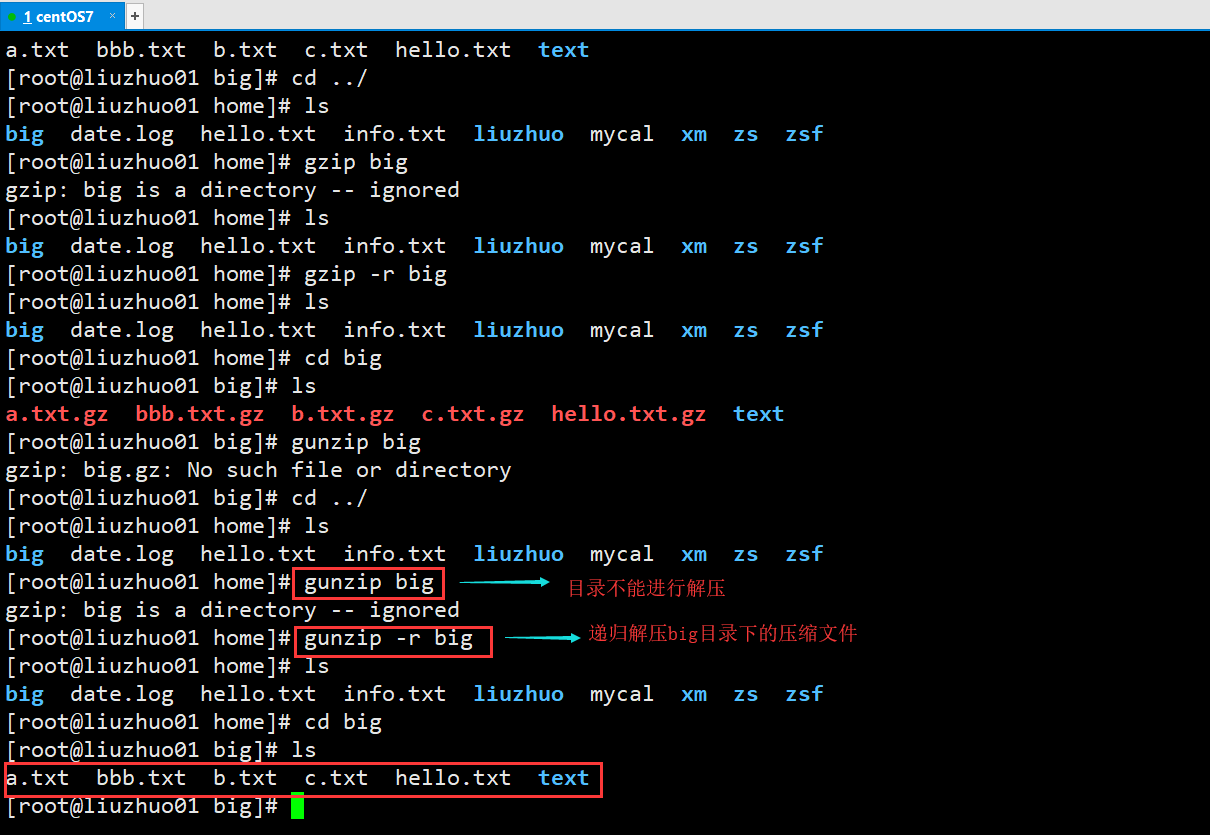 1 centOS7 × +
a.txt  bbb.txt  b.txt  c.txt  hello.txt  text
[root@liuzhuo01 big]# cd ../
[root@liuzhuo01 home]# ls
big  date.log  hello.txt  info.txt  liuzhuo  mycal  xm  zs  zsf
[root@liuzhuo01 home]# gzip big
gzip: big is a directory -- ignored
[root@liuzhuo01 home]# ls
big  date.log  hello.txt  info.txt  liuzhuo  mycal  xm  zs  zsf
[root@liuzhuo01 home]# gzip -r big
[root@liuzhuo01 home]# ls
big  date.log  hello.txt  info.txt  liuzhuo  mycal  xm  zs  zsf
[root@liuzhuo01 home]# cd big
[root@liuzhuo01 big]# ls
a.txt.gz  bbb.txt.gz  b.txt.gz  c.txt.gz  hello.txt.gz  text
[root@liuzhuo01 big]# gunzip big
gzip: big.gz: No such file or directory
[root@liuzhuo01 big]# cd ../
[root@liuzhuo01 home]# ls
big  date.log  hello.txt  info.txt  liuzhuo  mycal  xm  zs  zsf
[root@liuzhuo01 home]# gunzip big 目录不能进行解压
gzip: big is a directory -- ignored
[root@liuzhuo01 home]# gunzip -r big 递归解压big目录下的压缩文件
[root@liuzhuo01 home]# ls
big  date.log  hello.txt  info.txt  liuzhuo  mycal  xm  zs  zsf
[root@liuzhuo01 home]# cd big
[root@liuzhuo01 big]# ls
a.txt  bbb.txt  b.txt  c.txt  hello.txt  text
[root@liuzhuo01 big]#